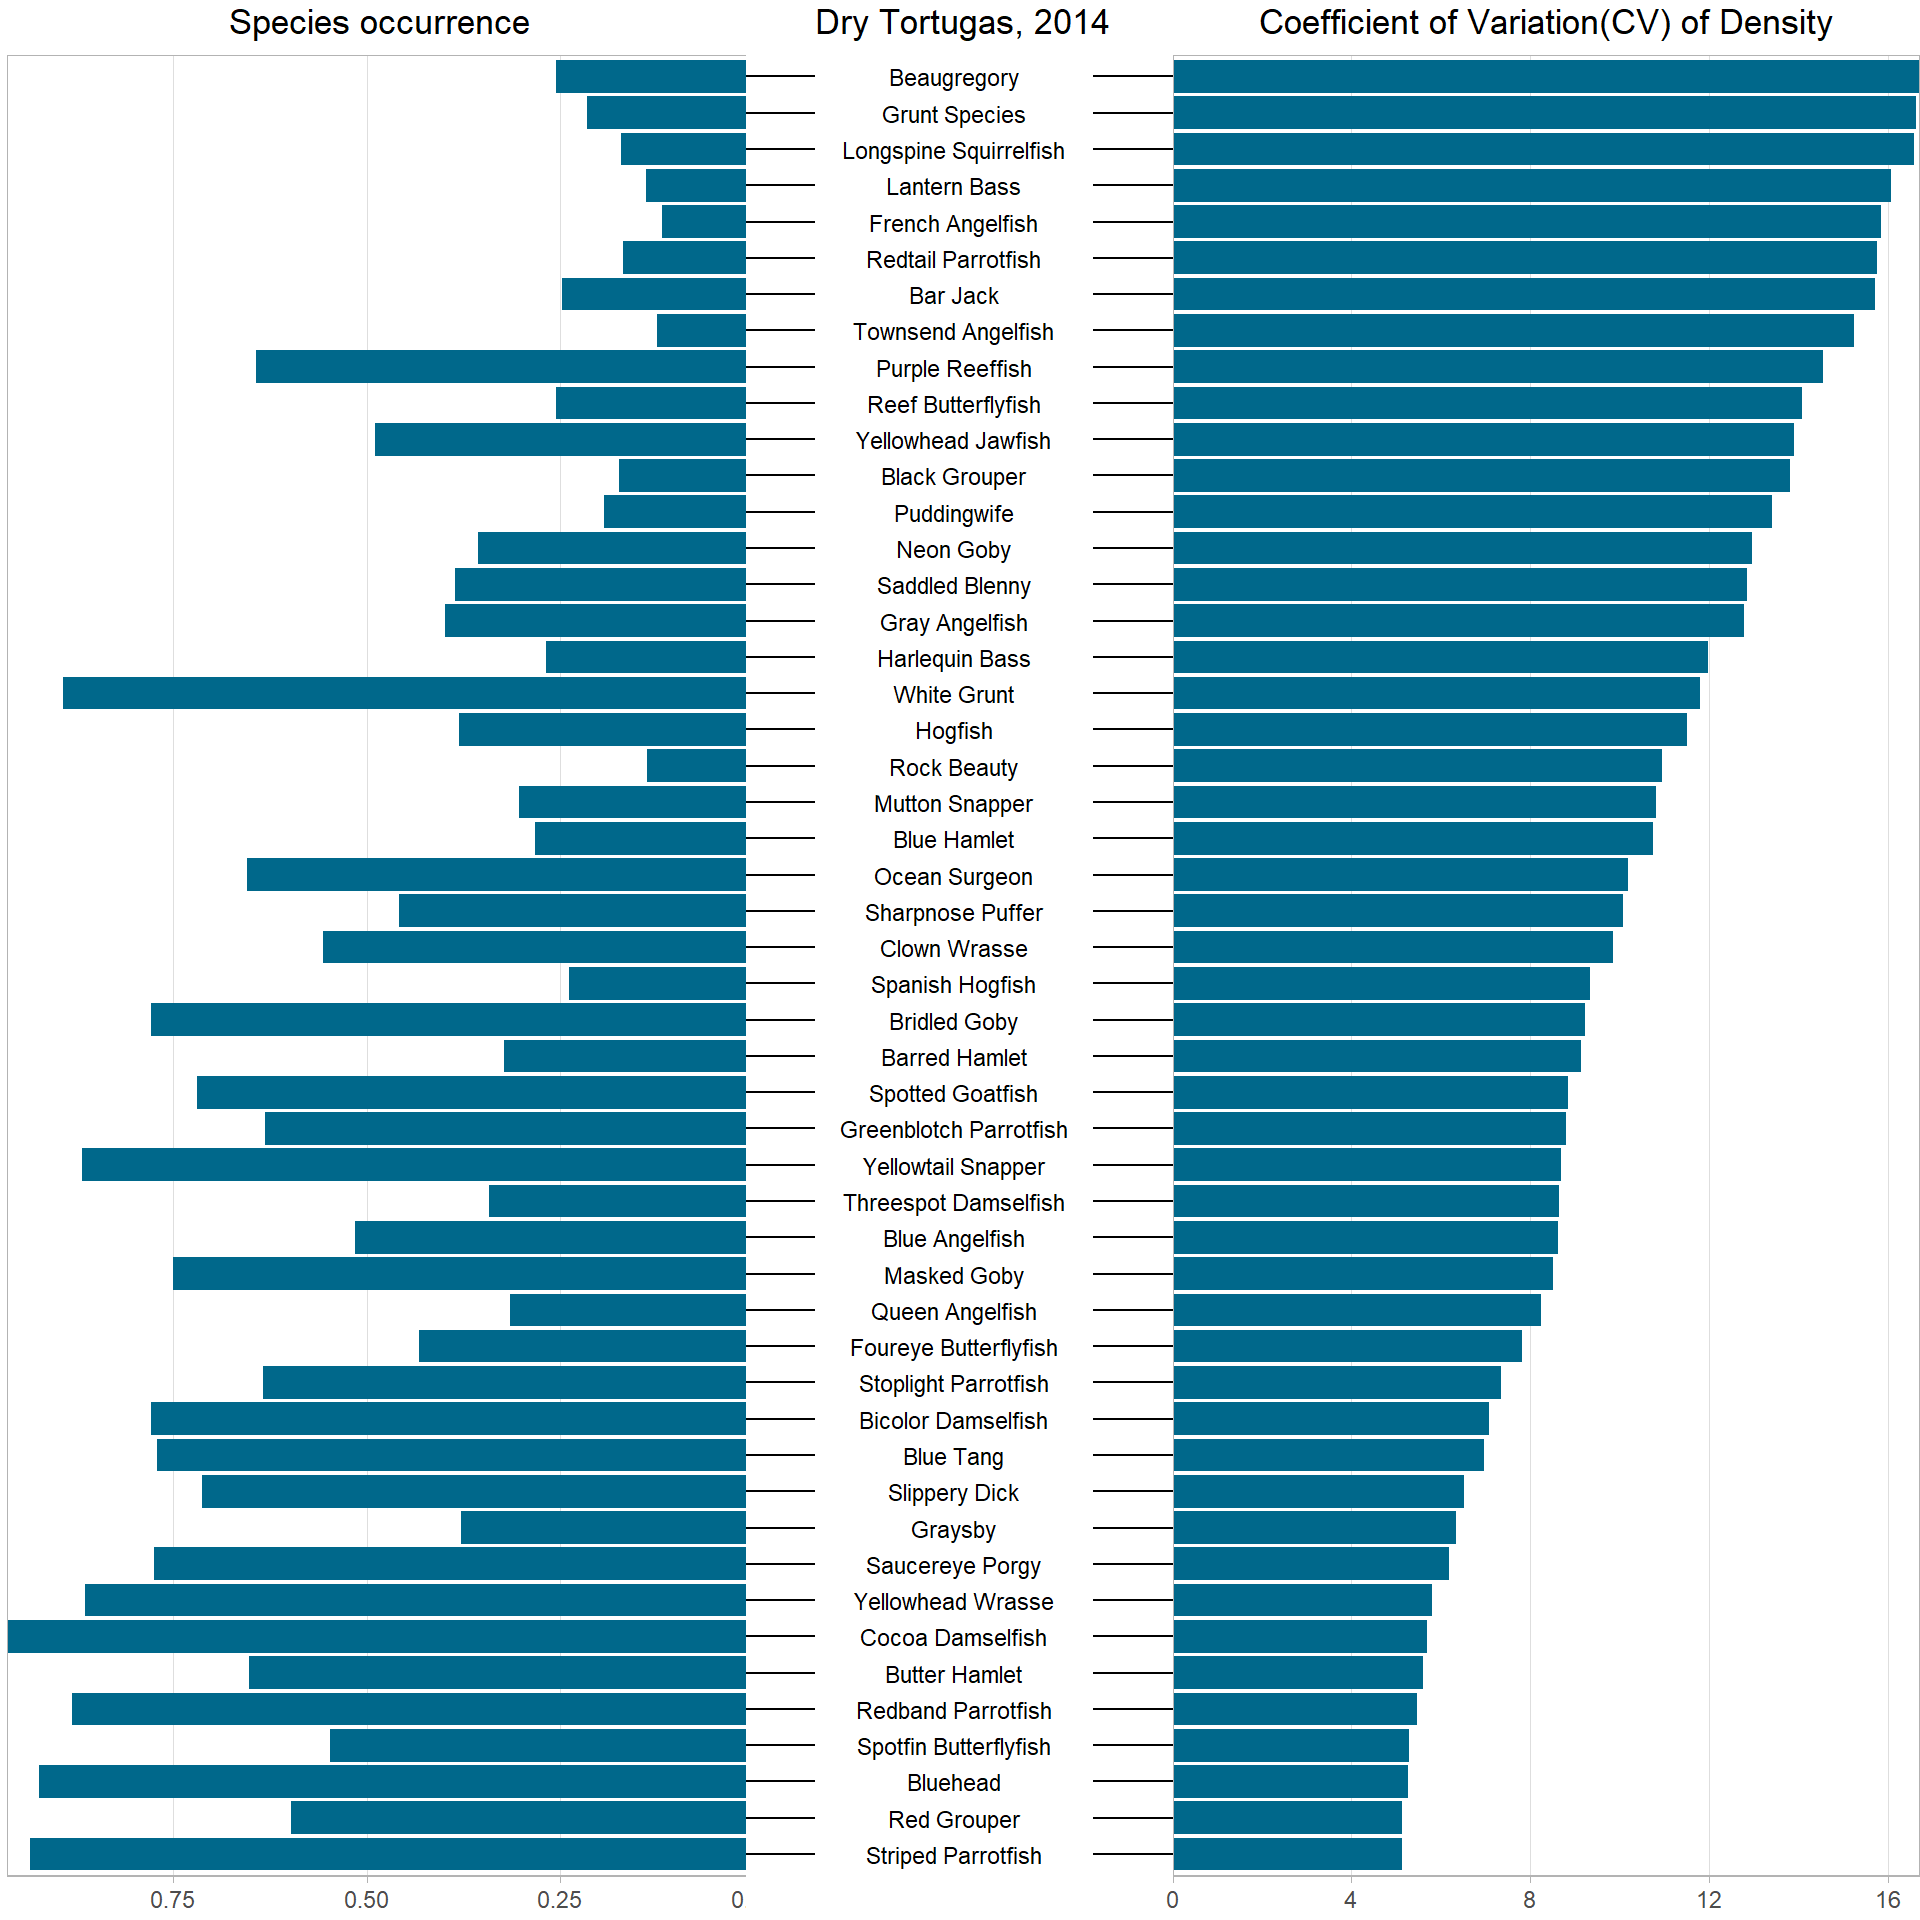 Species occurrence
Dry Tortugas, 2014
Coefficient of Variation(CV) of Density
Beaugregory
Grunt Species
Longspine Squirrelfish
Lantern Bass
French Angelfish
Redtail Parrotfish
Bar Jack
Townsend Angelfish
Purple Reeffish
Reef Butterflyfish
Yellowhead Jawfish
Black Grouper
Puddingwife
Neon Goby
Saddled Blenny
Gray Angelfish
Harlequin Bass
White Grunt
Hogfish
Rock Beauty
Mutton Snapper
Blue Hamlet
Ocean Surgeon
Sharpnose Puffer
Clown Wrasse
Spanish Hogfish
Bridled Goby
Barred Hamlet
Spotted Goatfish
Greenblotch Parrotfish
Yellowtail Snapper
Threespot Damselfish
Blue Angelfish
Masked Goby
Queen Angelfish
Foureye Butterflyfish
Stoplight Parrotfish
Bicolor Damselfish
Blue Tang
Slippery Dick
Graysby
Saucereye Porgy
Yellowhead Wrasse
Cocoa Damselfish
Butter Hamlet
Redband Parrotfish
Spotfin Butterflyfish
Bluehead
Red Grouper
Striped Parrotfish
0.75 0.50 0.25 0
0 4 8 12 16